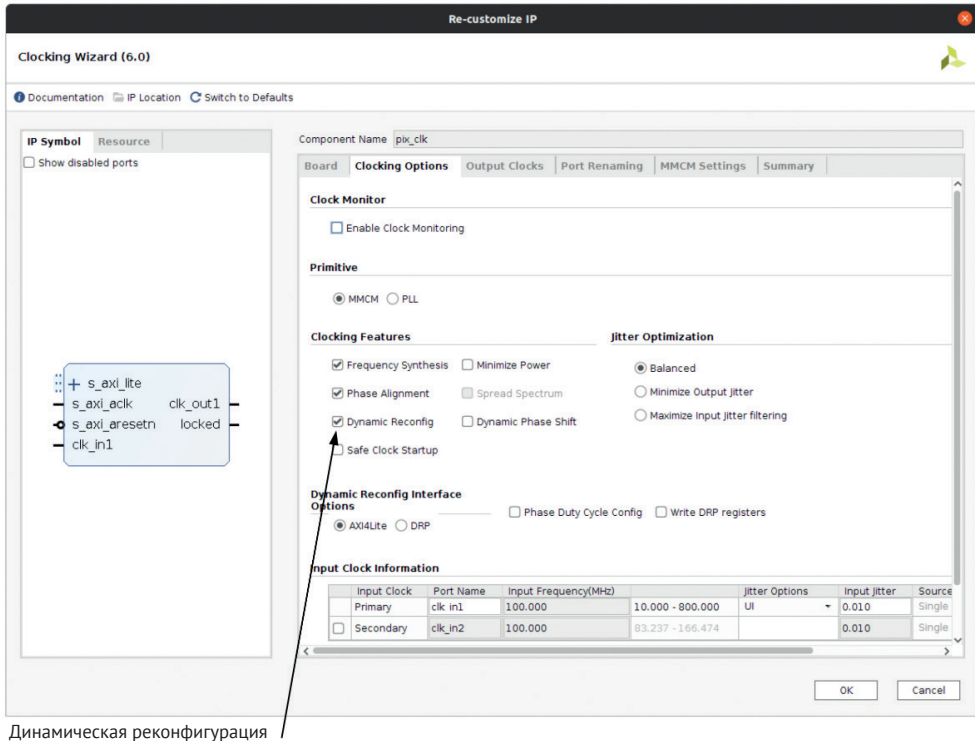 Re-customize IP
Clocking Wizard (6.0)
Documentation IP Location Switch to Defaults
IP Symbol Resource
Show disabled ports
s_axi_lite
s_axi_aclk clk_out1
s_axi_aresetn locked
clk_in1
Component Name pix_clk
Board Clocking Options Output Clocks Port Renaming MMCM Settings Summary
Clock Monitor
Enable Clock Monitoring
Primitive
MMCM PLL
Clocking Features Jitter Optimization
Frequency Synthesis Minimize Power Balanced
Phase Alignment Spread Spectrum Minimize Output Jitter
Dynamic Reconfig Dynamic Phase Shift Maximize Input Jitter filtering
Safe Clock Startup
Dynamic Reconfig Interface
Options Phase Duty Cycle Config Write DRP registers
AXI4Lite DRP
Input Clock Information
Input Clock Port Name Input Frequency(MHz) Jitter Options Input Jitter Source
Primary clk_in1 100.000 10.000 - 800.000 UI 0.010 Single
Secondary clk_in2 100.000 83.237 - 166.474 0.010 Single
OK Cancel
Динамическая реконфигурация